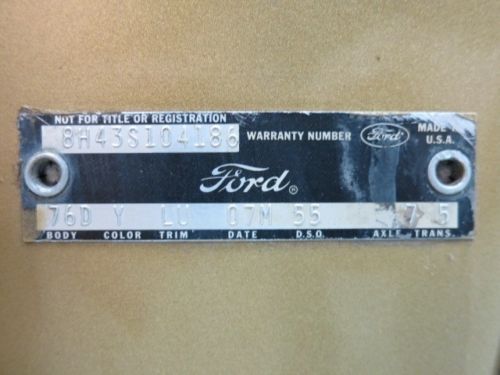 NOT FOR TITLE OR REGISTRATION
8H43S104186 WARRANTY NUMBER Ford MADE
U.S.A.
Ford®
76D Y LU 07M 55 7 5
BODY COLOR TRIM DATE D.S.O. AXLE TRANS.